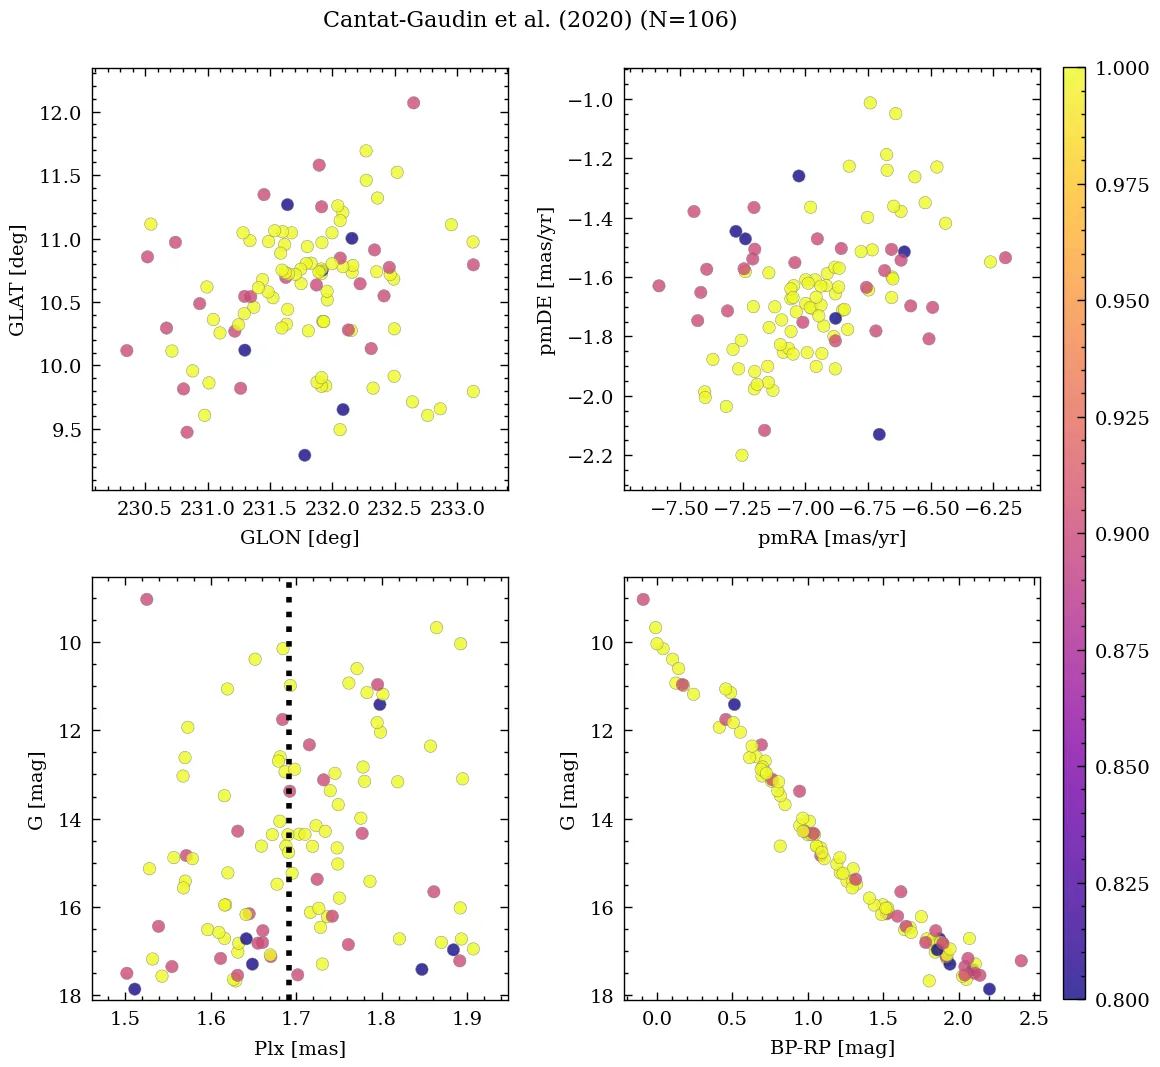 Cantat-Gaudin et al. (2020) (N=106)
12.0
11.5
11.0
10.5
10.0
9.5
GLAT [deg]
230.5 231.0 231.5 232.0 232.5 233.0
GLON [deg]
−1.0
−1.2
−1.4
−1.6
−1.8
−2.0
−2.2
pmDE [mas/yr]
−7.50 −7.25 −7.00 −6.75 −6.50 −6.25
pmRA [mas/yr]
10
12
14
16
18
G [mag]
1.5 1.6 1.7 1.8 1.9
Plx [mas]
10
12
14
16
18
G [mag]
0.0 0.5 1.0 1.5 2.0 2.5
BP-RP [mag]
1.000
0.975
0.950
0.925
0.900
0.875
0.850
0.825
0.800